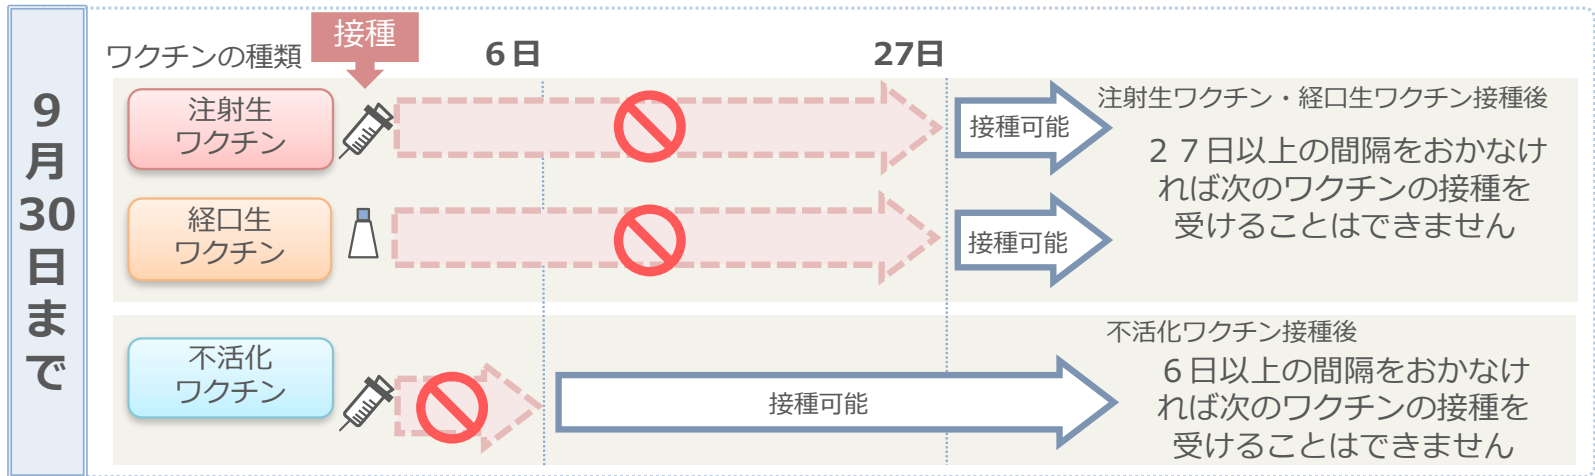 9月30日まで
ワクチンの種類
接種
６日
27日
注射生
ワクチン
接種可能
注射生ワクチン・経口生ワクチン接種後
２７日以上の間隔をおかなけ
れば次のワクチンの接種を
受けることはできません
経口生
ワクチン
接種可能
不活化
ワクチン
接種可能
不活化ワクチン接種後
６日以上の間隔をおかなけ
れば次のワクチンの接種を
受けることはできません